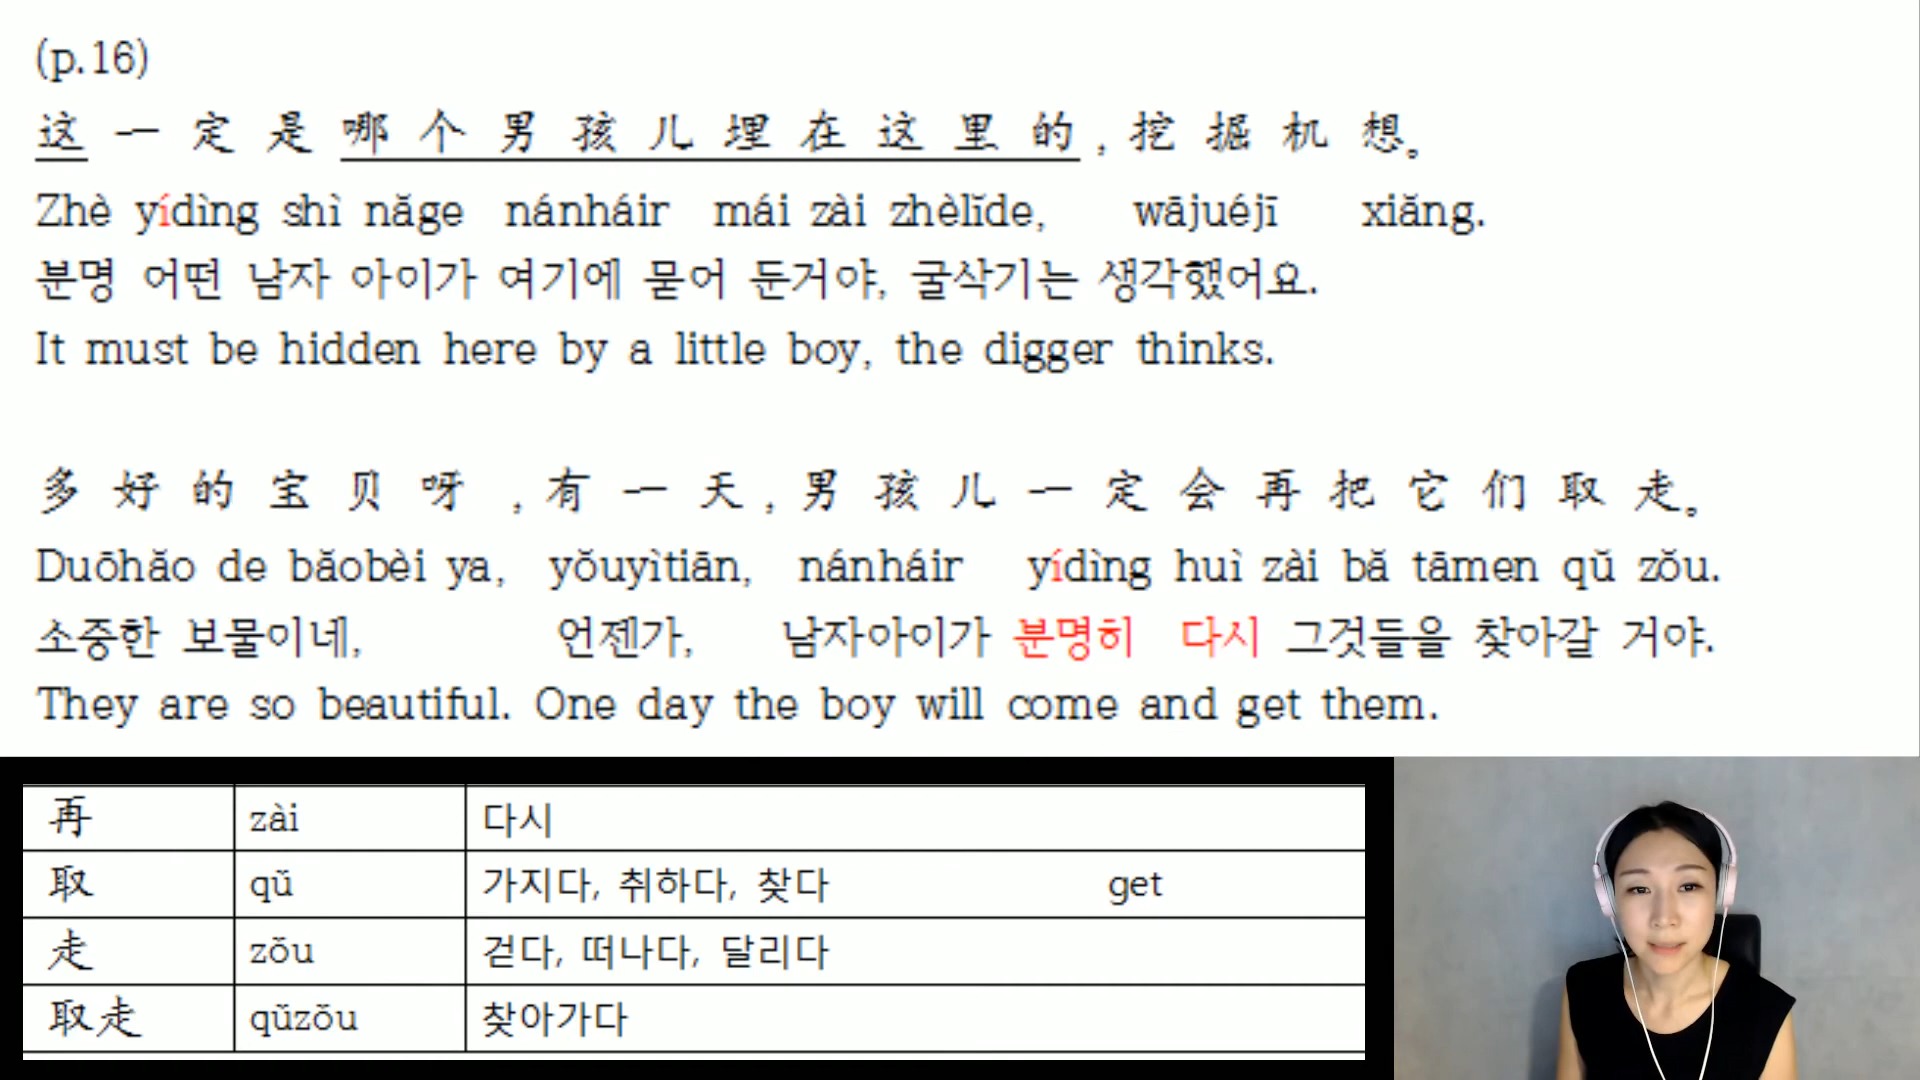 (p.16)
这一定是哪个男孩儿埋在这里的,挖掘机想。
Zhè yídìng shì nǎge nánháir mái zài zhèlǐde, wājuéjī xiǎng.
분명 어떤 남자 아이가 여기에 묻어 둔거야, 굴삭기는 생각했어요.
It must be hidden here by a little boy, the digger thinks.
多好的宝贝呀,有一天,男孩儿一定会再把它们取走。
Duōhǎo de bǎobèi ya, yǒuyìtiān, nánháir yídìng huì zài bǎ tāmen qǔ zǒu.
소중한 보물이네, 언젠가, 남자아이가 분명히 다시 그것들을 찾아갈 거야.
They are so beautiful. One day the boy will come and get them.
再 zài 다시
取 qǔ 가지다, 취하다, 찾다 get
走 zǒu 걷다, 떠나다, 달리다
取走 qǔzǒu 찾아가다